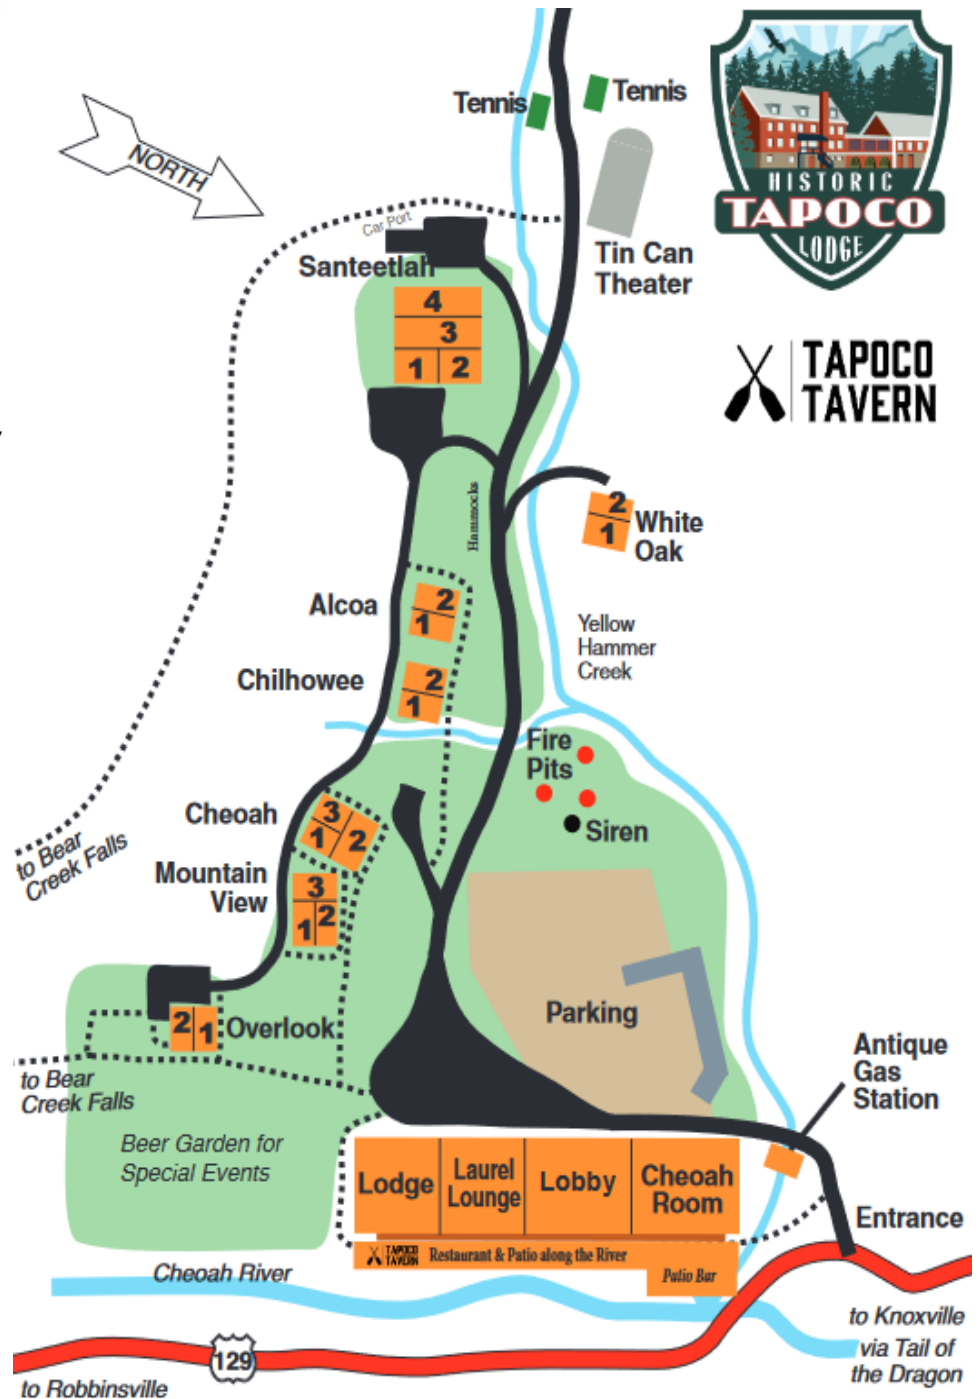 Tennis
Tennis
HISTORIC
TAPOCO
LODGE
NORTH
Car Port
Santeetlah
Tin Can
Theater
4
3
1 2
TAPOCO
TAVERN
Hammocks
2
1
White
Oak
Alcoa
2
1
Yellow
Hammer
Creek
Chilhowee
2
1
Fire
Pits
Siren
Cheoah
3
1 2
to Bear
Creek Falls
Mountain
View
3
1 2
2 1
Overlook
Parking
to Bear
Creek Falls
Antique
Gas
Station
Beer Garden for
Special Events
Lodge
Laurel
Lounge
Lobby
Cheoah
Room
Entrance
TAPOCO
TAVERN
Restaurant & Patio along the River
Patio Bar
Cheoah River
to Knoxville
via Tail of
the Dragon
129
to Robbinsville